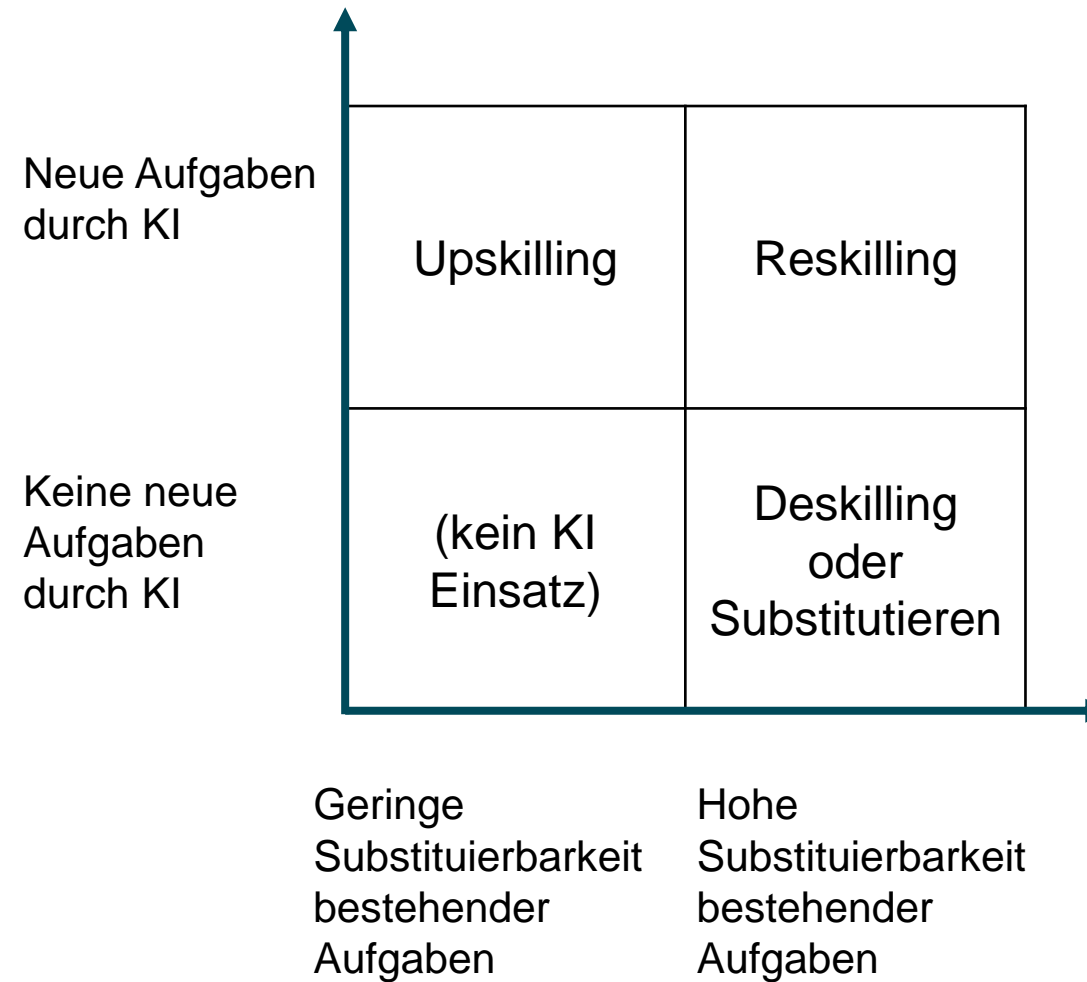 Neue Aufgaben
durch KI
Upskilling
Reskilling
Keine neue
Aufgaben
durch KI
(kein KI
Einsatz)
Deskilling
oder
Substitutieren
Geringe
Substituierbarkeit
bestehender
Aufgaben
Hohe
Substituierbarkeit
bestehender
Aufgaben